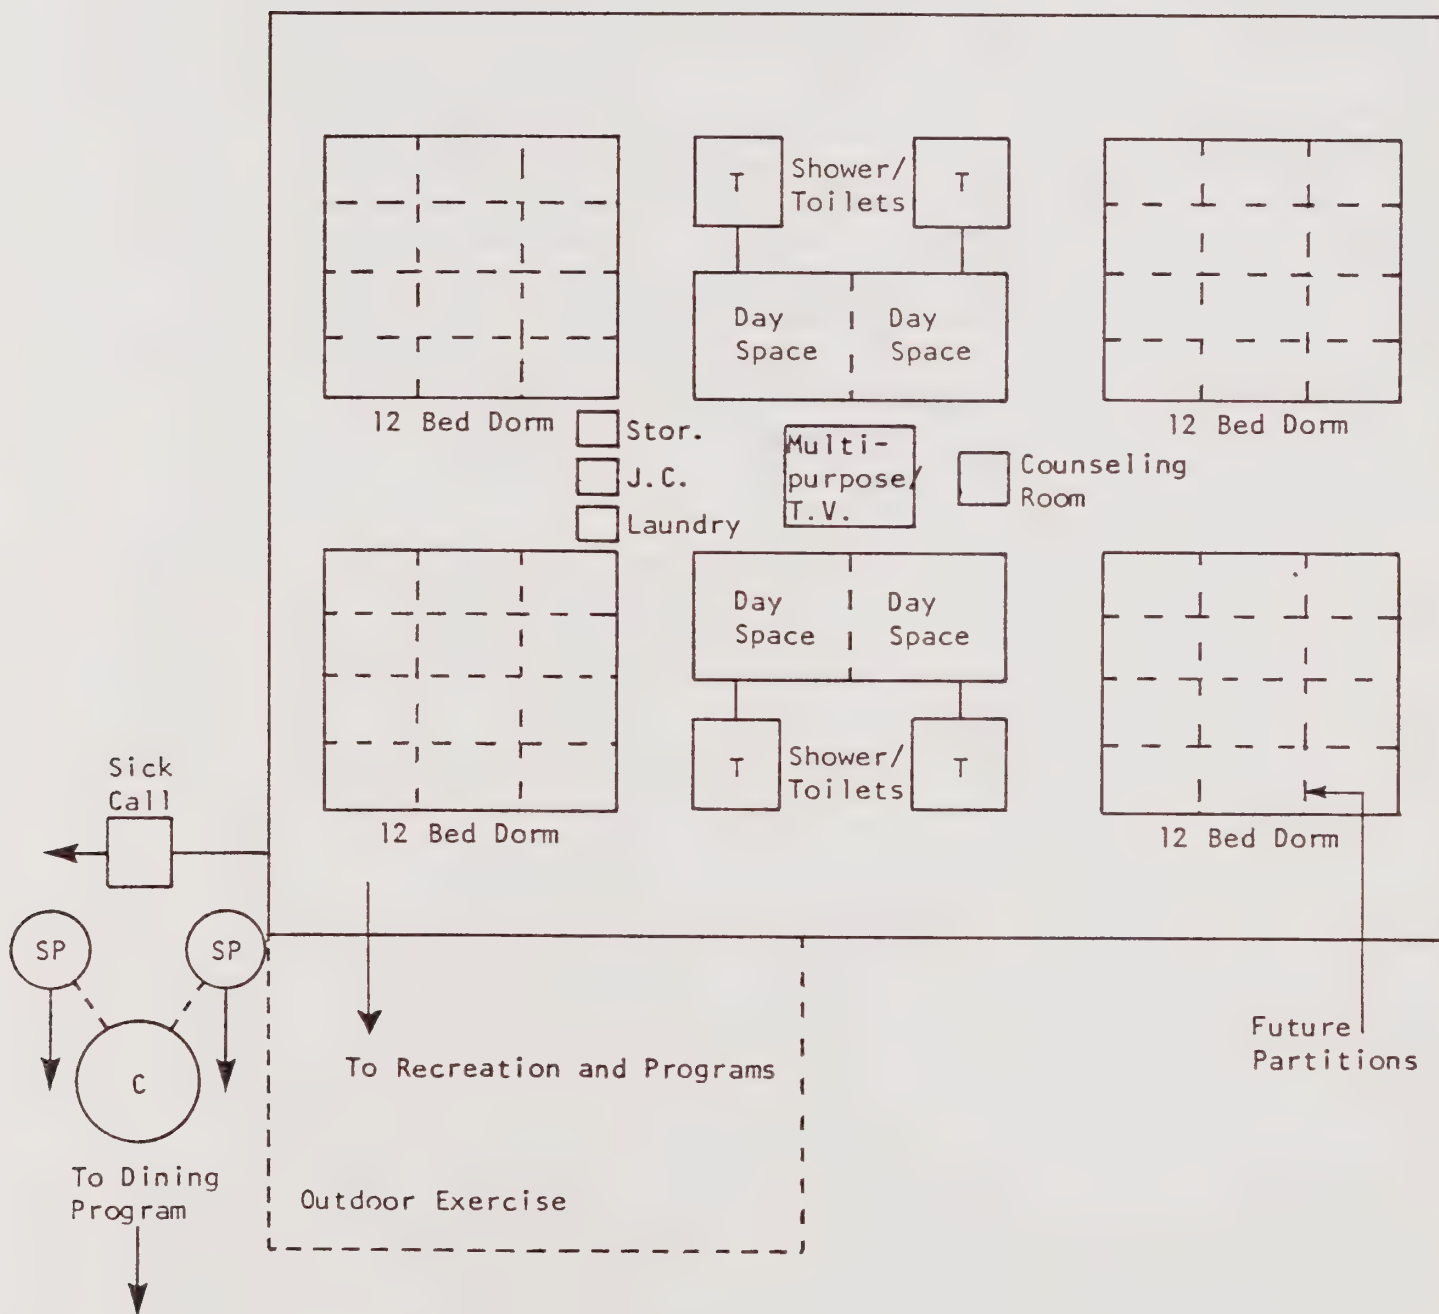 T
Shower/
Toilets
T
Day
Space
Day
Space
12 Bed Dorm
12 Bed Dorm
Stor.
J.C.
Laundry
Multi-
purpose/
T.V.
Counseling
Room
Day
Space
Day
Space
T
Shower/
Toilets
T
12 Bed Dorm
12 Bed Dorm
Sick
Call
SP
SP
C
To Recreation and Programs
Future
Partitions
To Dining
Program
Outdoor Exercise